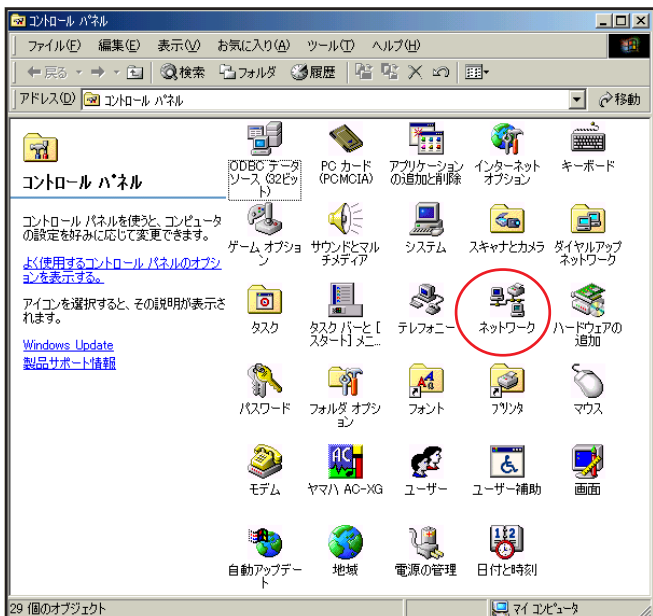 コントロール パネル
ファイル(F) 編集(E) 表示(V) お気に入り(A) ツール(T) ヘルプ(H)
戻る 検索 フォルダ 履歴
アドレス(D) コントロール パネル 移動
コントロール パネル
コントロール パネルを使うと、コンピュータ
の設定を好みに応じて変更できます。
よく使用するコントロール パネルのオプシ
ョンを表示する。
アイコンを選択すると、その説明が表示さ
れます。
Windows Update
製品サポート情報
ODBC データ
ソース (32ビッ
ト)
PC カード
(PCMCIA)
アプリケーション
の追加と削除
インターネット
オプション
キーボード
ゲーム オプショ
ン
サウンドとマル
チメディア
システム
スキャナとカメラ
ダイヤルアップ
ネットワーク
タスク
タスク バーと [
スタート] メニ...
テレフォニー
ネットワーク
ハードウェアの
追加
パスワード
フォルダ オプシ
ョン
フォント
プリンタ
マウス
モデム
ヤマハ AC-XG
ユーザー
ユーザー補助
画面
自動アップデー
ト
地域
電源の管理
日付と時刻
29 個のオブジェクト
マイ コンピュータ